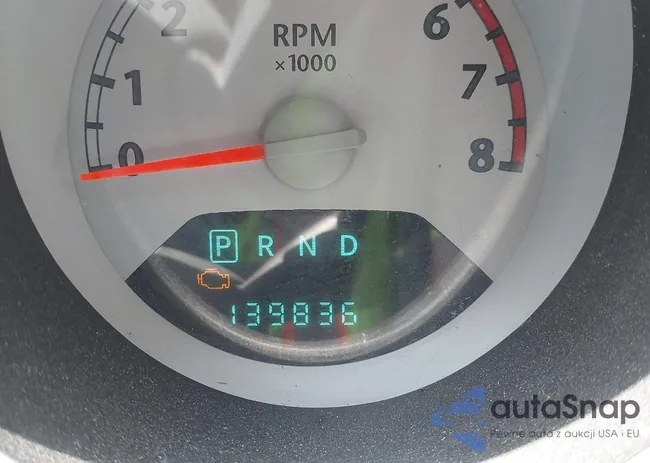 2
6
RPM
×1000
1
7
0
8
P R N D
139836
autaSnap
Pewne auta z aukcji USA i EU